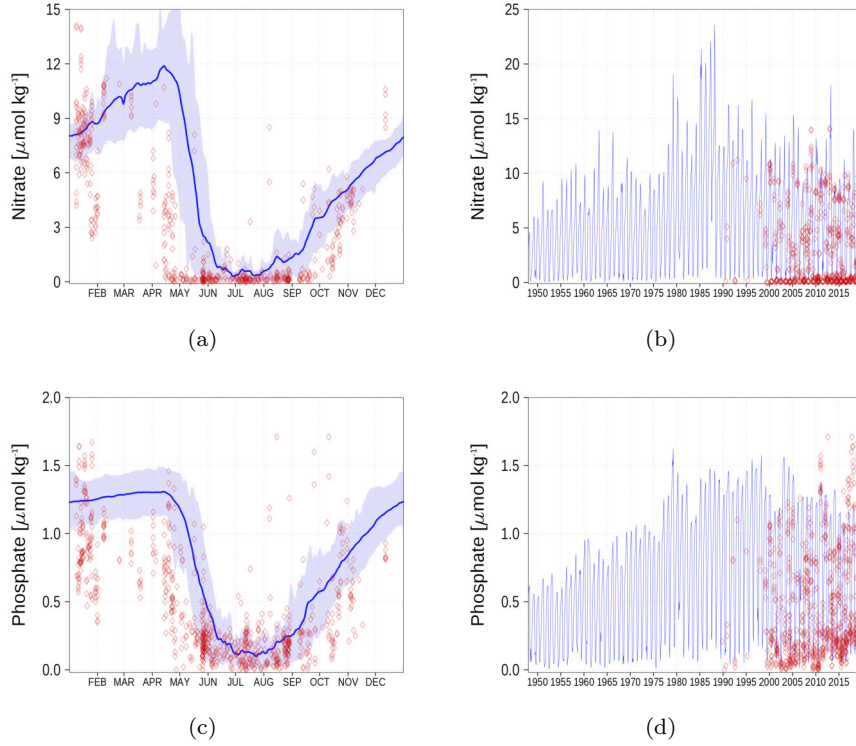 Nitrate [μmol kg⁻¹]
15
12
9
6
3
0
FEB MAR APR MAY JUN JUL AUG SEP OCT NOV DEC
(a)
Nitrate [μmol kg⁻¹]
25
20
15
10
5
0
1950 1955 1960 1965 1970 1975 1980 1985 1990 1995 2000 2005 2010 2015
(b)
Phosphate [μmol kg⁻¹]
2.0
1.5
1.0
0.5
0.0
FEB MAR APR MAY JUN JUL AUG SEP OCT NOV DEC
(c)
Phosphate [μmol kg⁻¹]
2.0
1.5
1.0
0.5
0.0
1950 1955 1960 1965 1970 1975 1980 1985 1990 1995 2000 2005 2010 2015
(d)